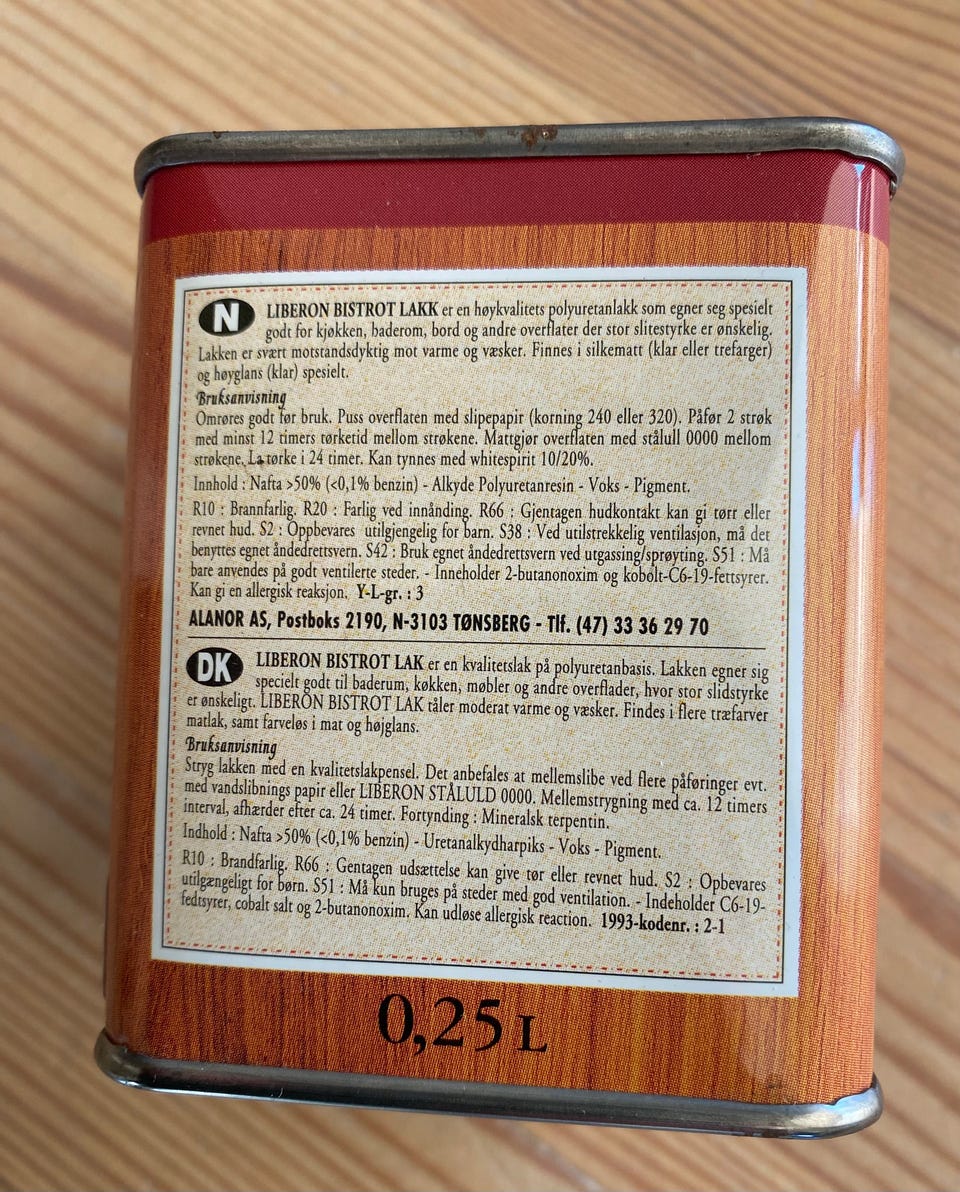 N LIBERON BISTROT LAKK er en høykvalitets polyuretanlakk som egner seg spesielt
godt for kjøkken, baderom, bord og andre overflater der stor slitestyrke er ønskelig.
Lakken er svært motstandsdyktig mot varme og væsker. Finnes i silkematt (klar eller trefarger)
og høyglans (klar) spesielt.
Bruksanvisning
Omrøres godt før bruk. Puss overflaten med slipepapir (korning 240 eller 320). Påfør 2 strøk
med minst 12 timers tørketid mellom strøkene. Mattgjør overflaten med stålull 0000 mellom
strøkene. La tørke i 24 timer. Kan tynnes med whitespirit 10/20%.
Innhold : Nafta >50% (<0,1% benzin) - Alkyde Polyuretanresin - Voks - Pigment.
R10 : Brannfarlig. R20 : Farlig ved innånding. R66 : Gjentagen hudkontakt kan gi tørr eller
revnet hud. S2 : Oppbevares utilgjengelig for barn. S38 : Ved utilstrekkelig ventilasjon, må det
benyttes egnet åndedrettsvern. S42 : Bruk egnet åndedrettsvern ved utgassing/sprøyting. S51 : Må
bare anvendes på godt ventilerte steder. - Inneholder 2-butanonoxim og kobolt-C6-19-fettsyrer.
Kan gi en allergisk reaksjon. Y-L-gr. : 3
ALANOR AS, Postboks 2190, N-3103 TØNSBERG - Tlf. (47) 33 36 29 70
DK LIBERON BISTROT LAK er en kvalitetslak på polyuretanbasis. Lakken egner sig
specielt godt til baderum, køkken, møbler og andre overflader, hvor stor slidstyrke
er ønskeligt. LIBERON BISTROT LAK tåler moderat varme og væsker. Findes i flere træfarver
matlak, samt farveløs i mat og højglans.
Bruksanvisning
Stryg lakken med en kvalitetslakpensel. Det anbefales at mellemslibe ved flere påføringer evt.
med vandslibnings papir eller LIBERON STÅLULD 0000. Mellemstrygning med ca. 12 timers
interval, afhærder efter ca. 24 timer. Fortynding : Mineralsk terpentin.
Indhold : Nafta >50% (<0,1% benzin) - Uretanalkydharpiks - Voks - Pigment.
R10 : Brandfarlig. R66 : Gentagen udsættelse kan give tør eller revnet hud. S2 : Opbevares
utilgængeligt for børn. S51 : Må kun bruges på steder med god ventilation. - Indeholder C6-19-
fedtsyrer, cobalt salt og 2-butanonoxim. Kan udløse allergisk reaction. 1993-kodenr. : 2-1
0,25 L